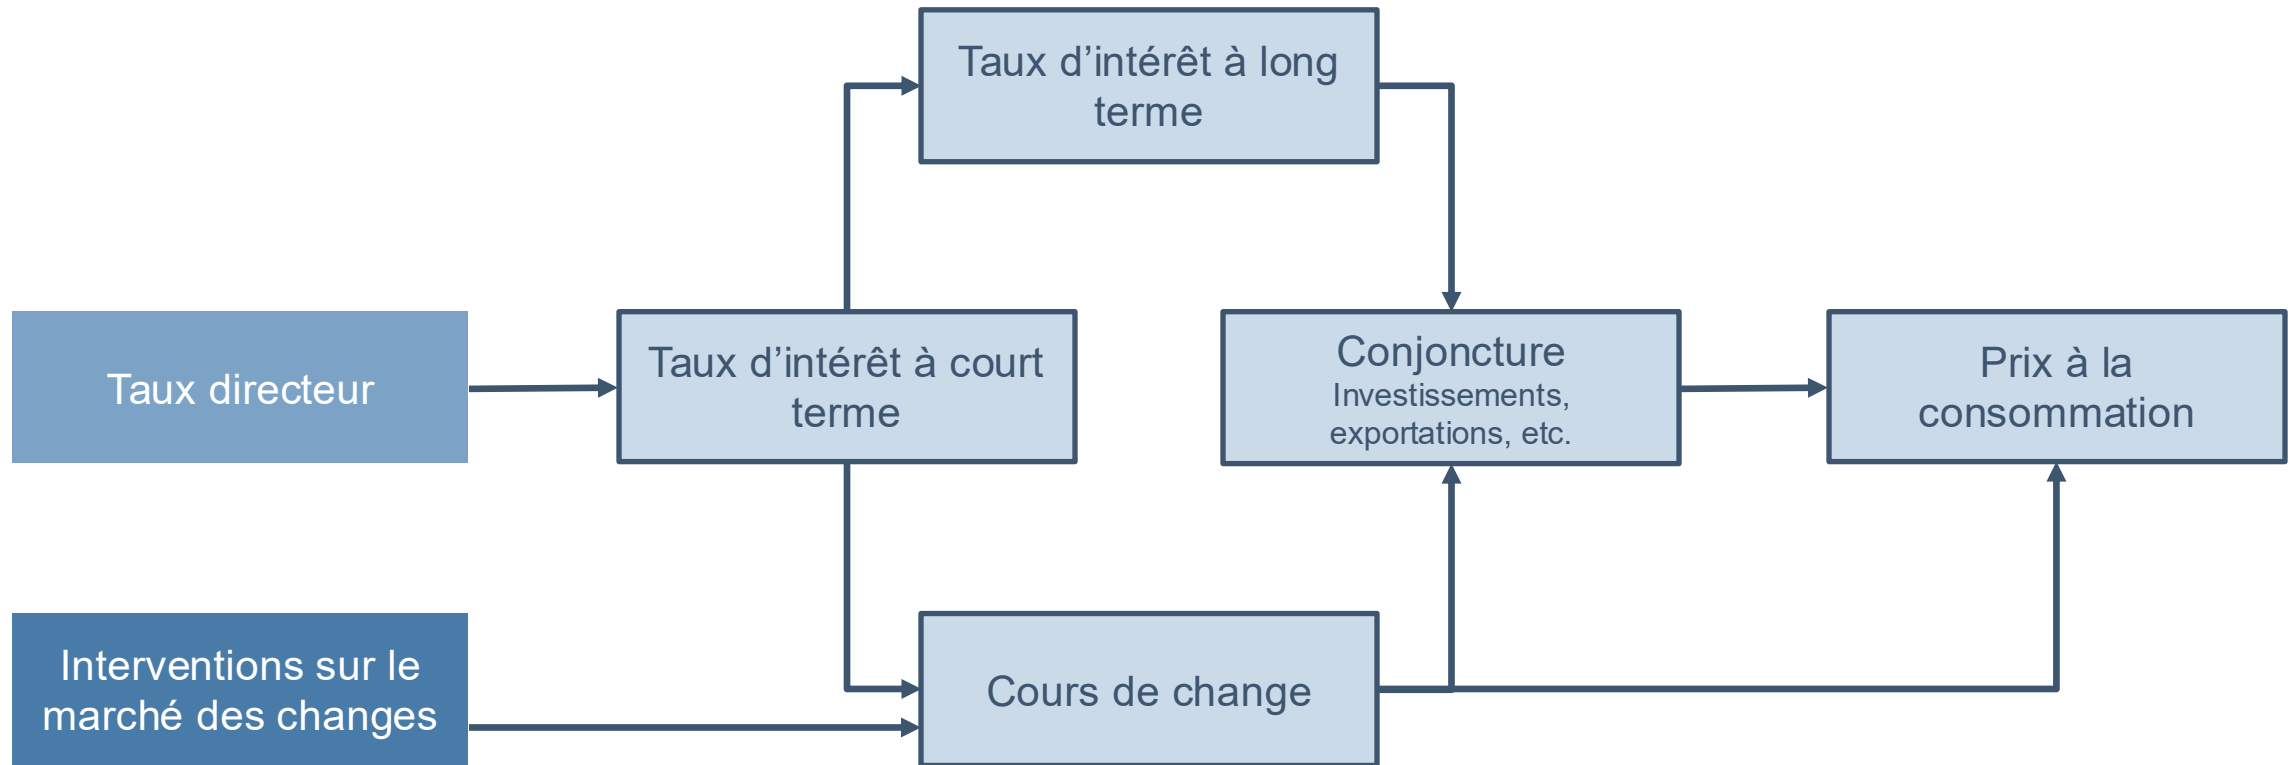 Taux d’intérêt à long
terme
Taux directeur
Taux d’intérêt à court
terme
Conjoncture
Investissements,
exportations, etc.
Prix à la
consommation
Interventions sur le
marché des changes
Cours de change